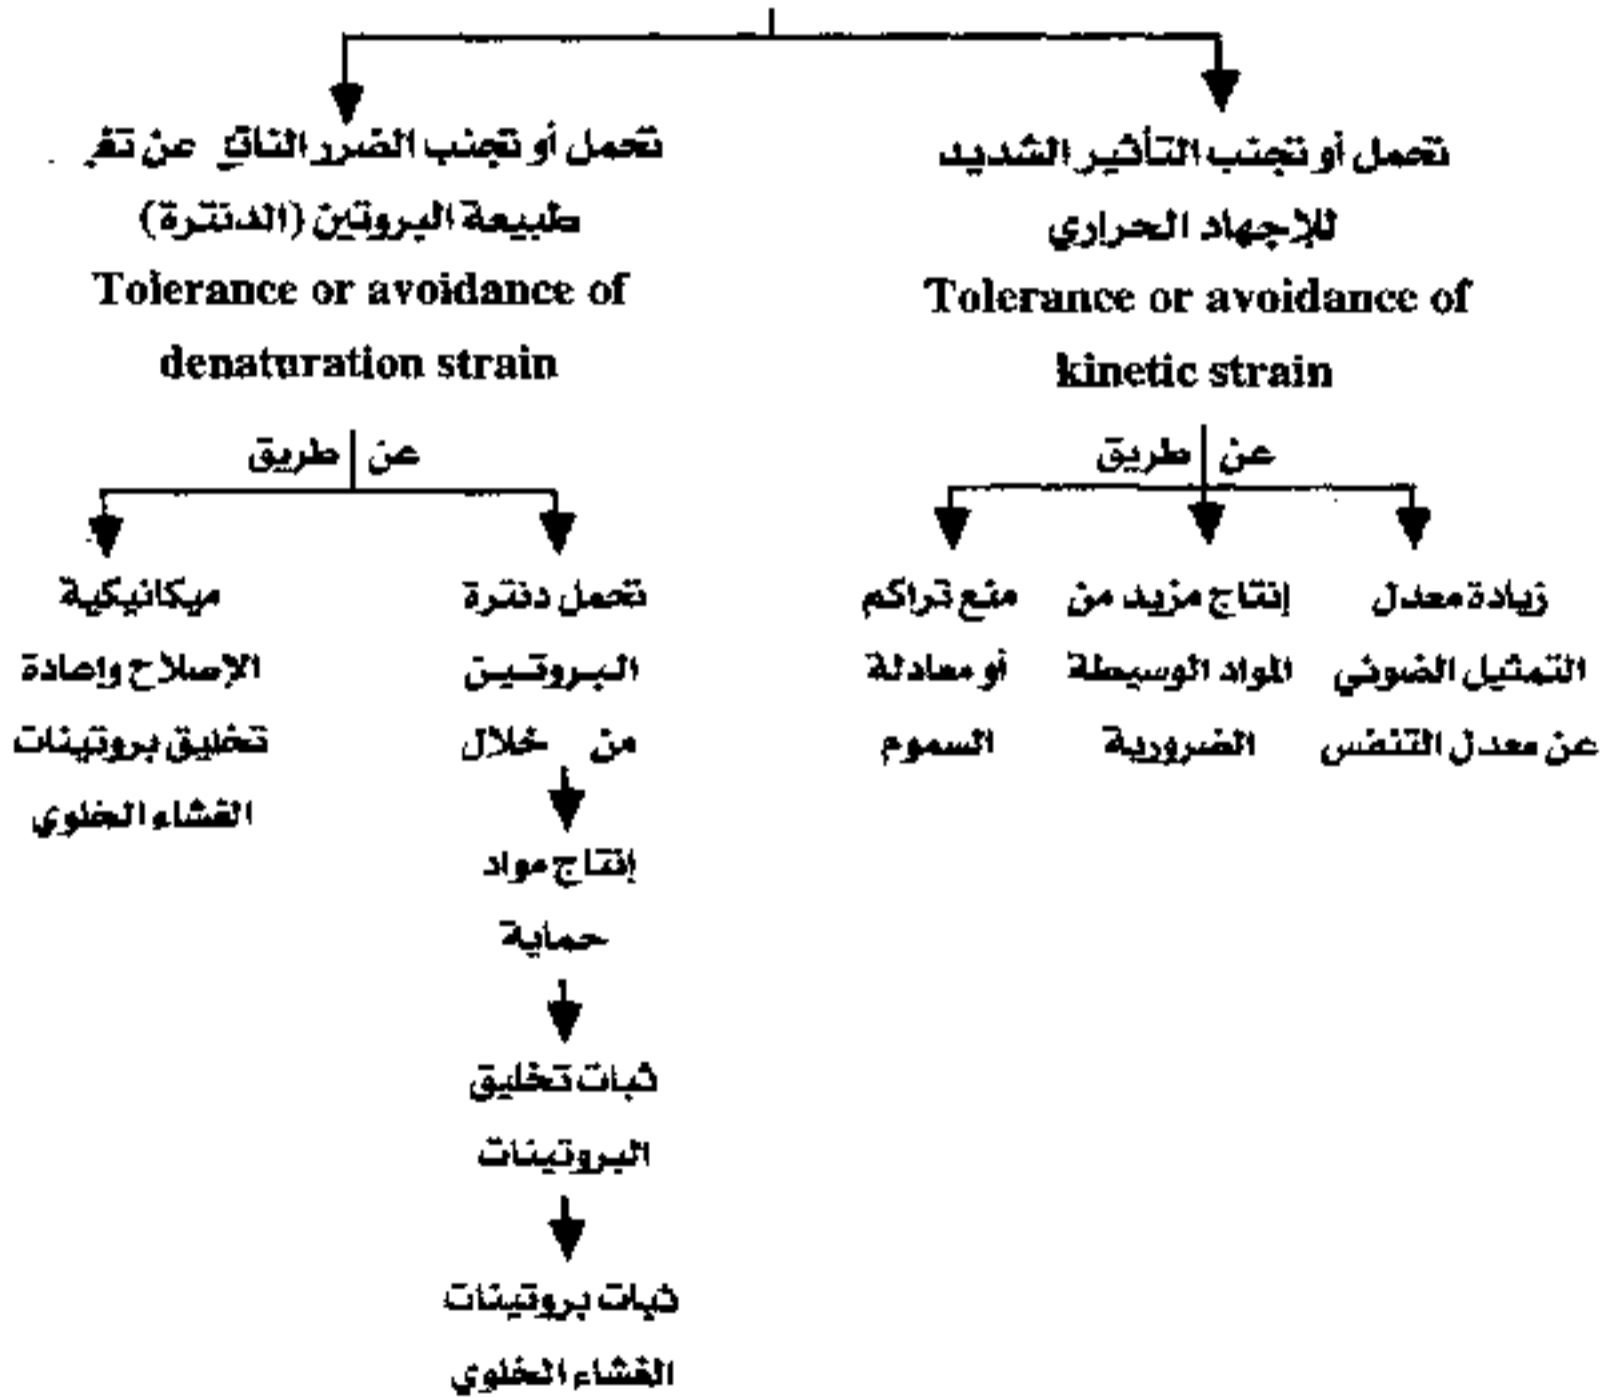 تحمل أو تجنب التأثير الشديد
للإجهاد الحراري
Tolerance or avoidance of
kinetic strain
عن طريق
زيادة معدل
التمثيل الضوئي
عن معدل التنفس
إنتاج مزيد من
المواد الوسيطة
الضرورية
منع تراكم
أو معادلة
السموم
تحمل أو تجنب الضرر عن
طبيعة البروتين (الدنترة)
Tolerance or avoidance of
denaturation strain
عن طريق
تحمل دنترة
البروتين
من خلال
إنتاج مواد
حماية
ثبات تخليق
البروتينات
ثبات بروتينات
الغشاء الخلوي
ميكانيكية
الإصلاح وإعادة
تخليق بروتينات
الغشاء الخلوي